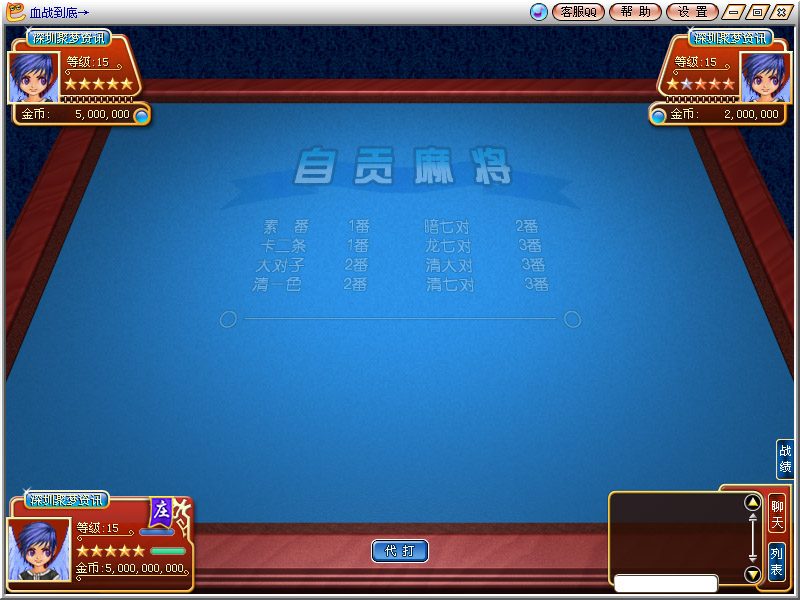 血战到底→ 客服QQ 帮 助 设 置
深圳聚梦资讯 深圳聚梦资讯
等级:15 等级:15
金币: 5,000,000 金币: 2,000,000
自贡麻将
素 番 1番 暗七对 2番
卡二条 1番 龙七对 3番
大对子 2番 清大对 3番
清一色 2番 清七对 3番
战绩
深圳聚梦资讯
庄
等级:15
金币:5,000,000,000
代 打
聊天
列表